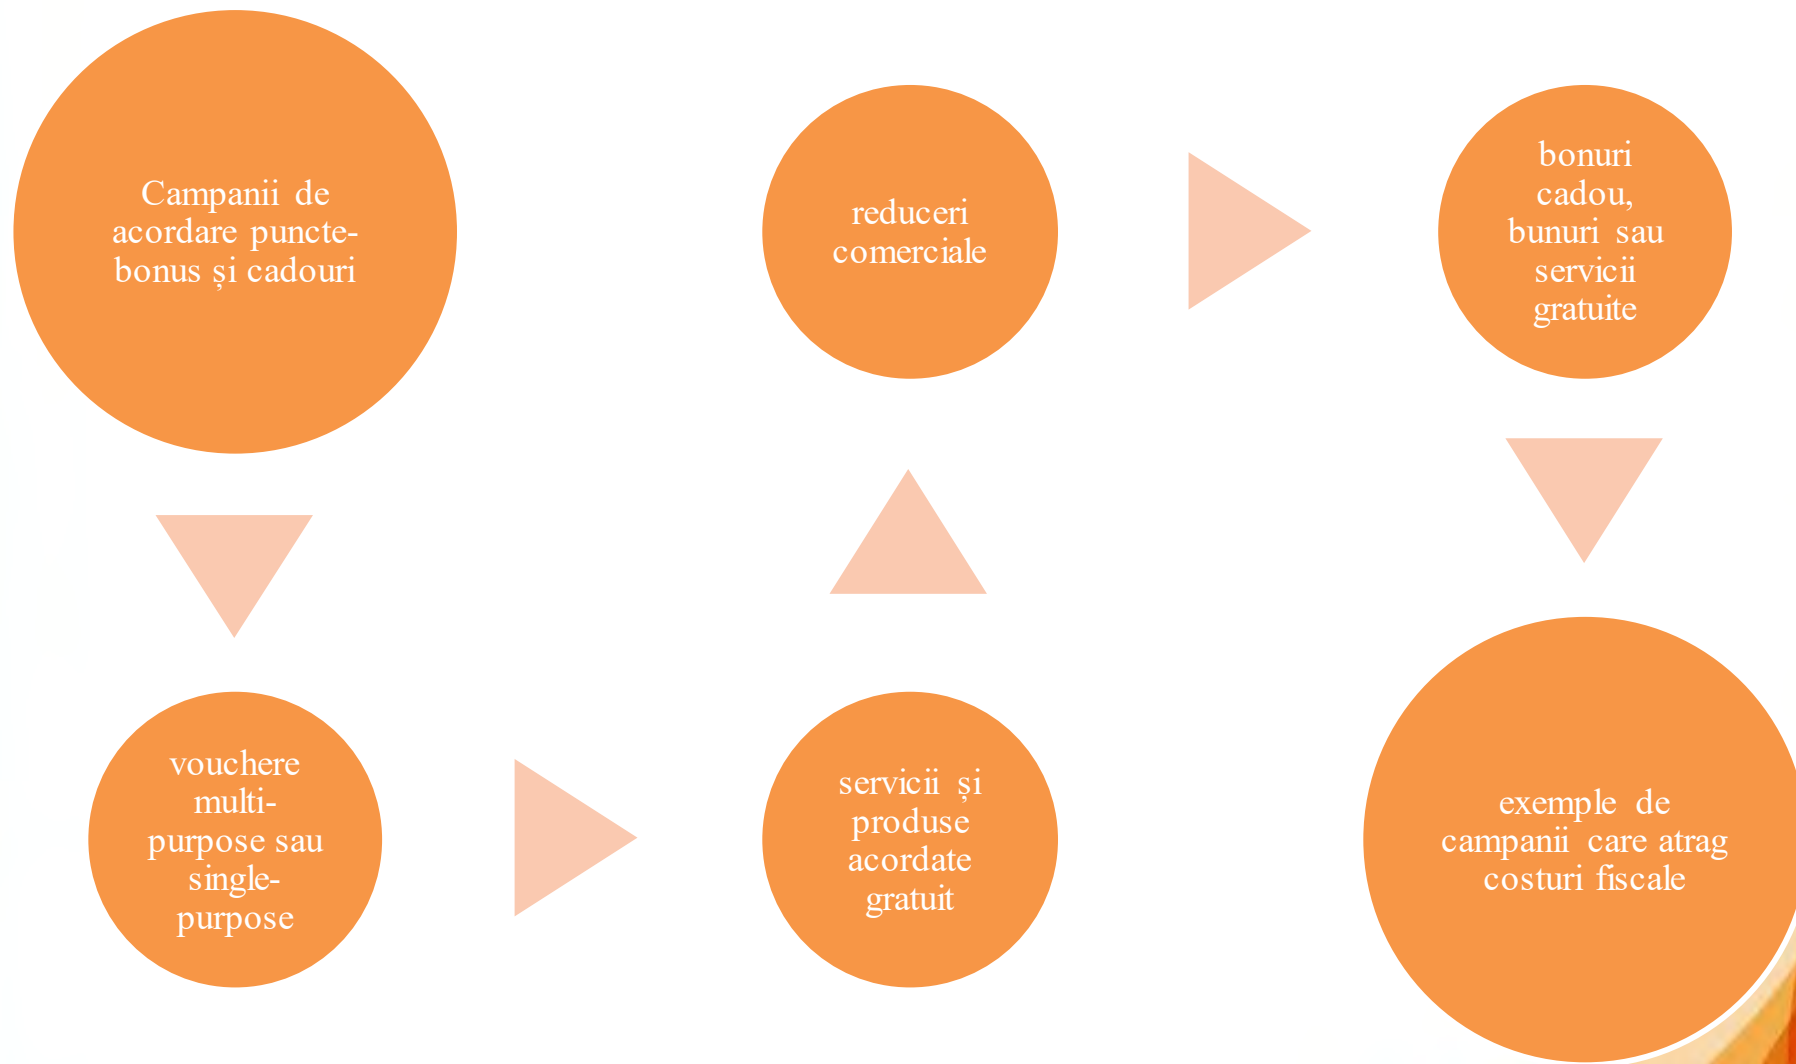 Campanii de
acordare puncte-
bonus și cadouri
vouchere
multi-
purpose sau
single-
purpose
servicii și
produse
acordate
gratuit
reduceri
comerciale
bonuri
cadou,
bunuri sau
servicii
gratuite
exemple de
campanii care atrag
costuri fiscale